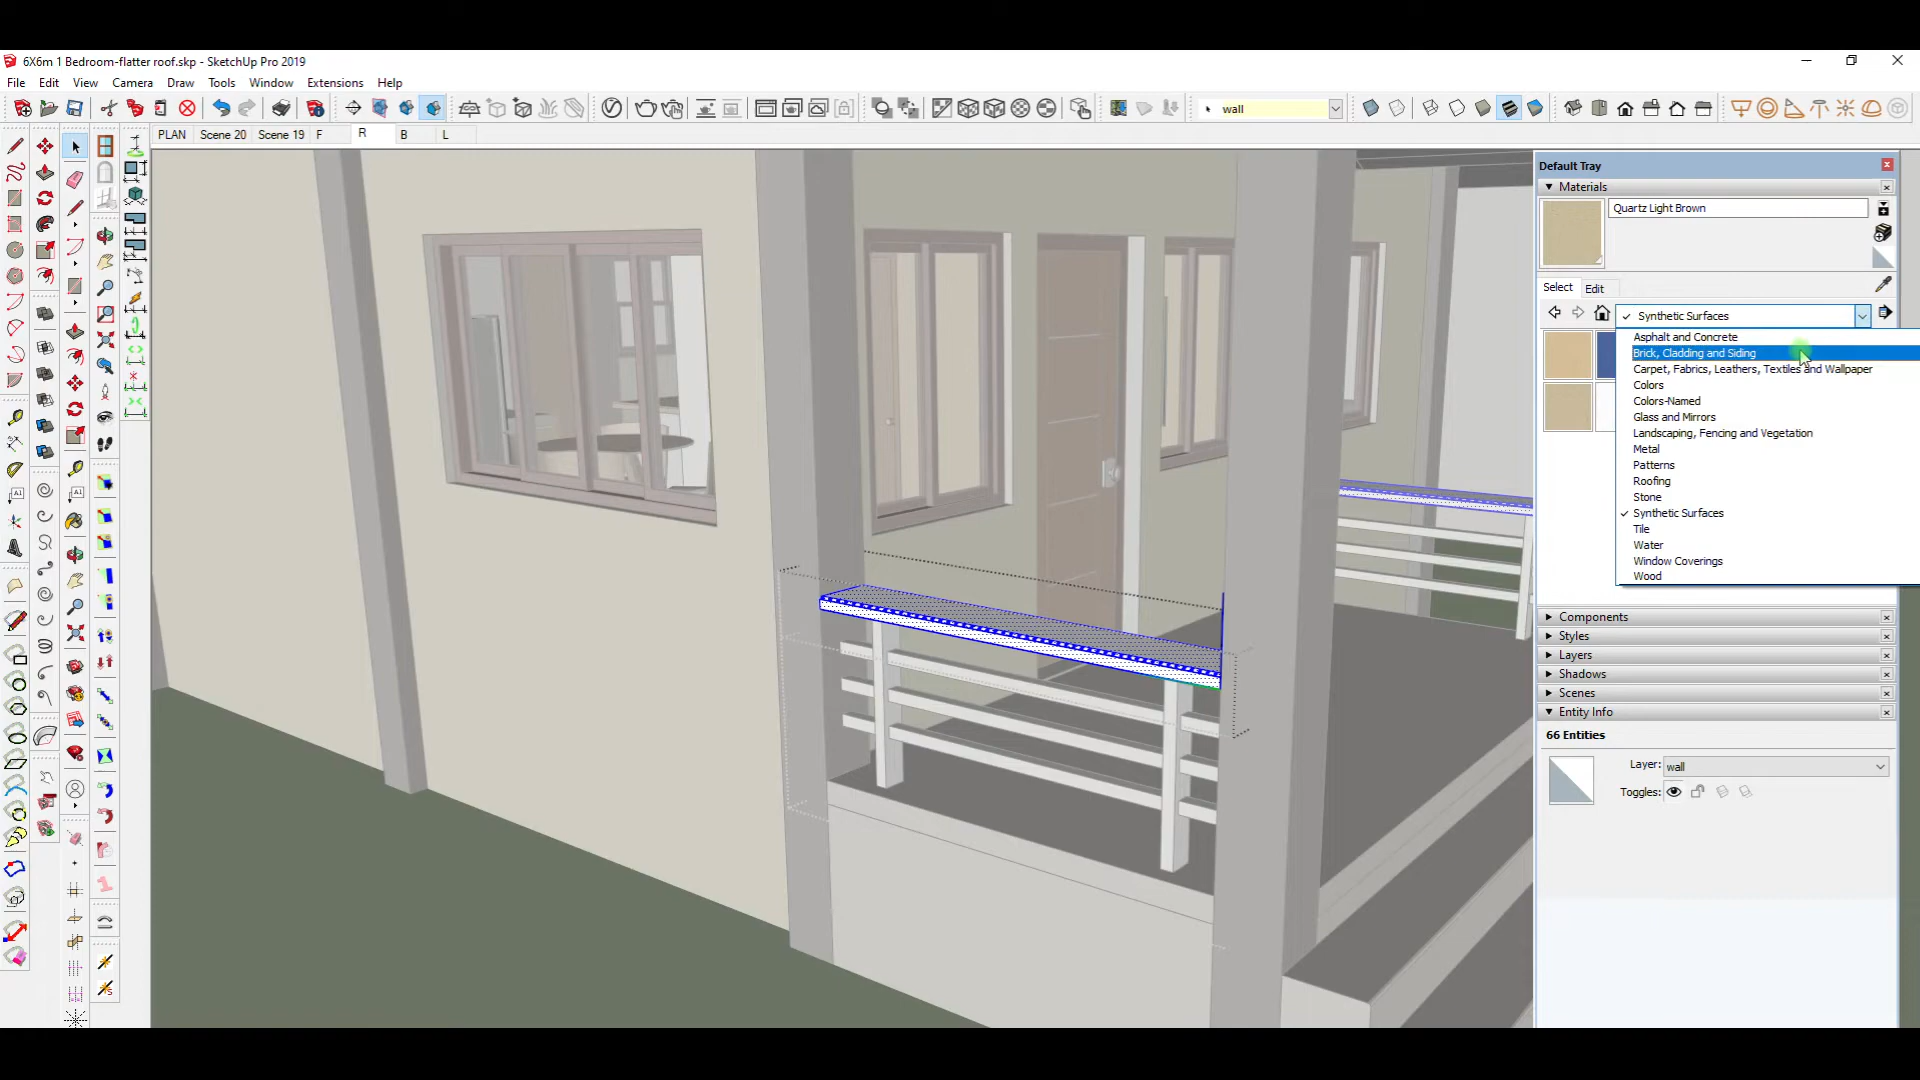 6X6m 1 Bedroom-flatter roof.skp - SketchUp Pro 2019
File Edit View Camera Draw Tools Window Extensions Help
wall
PLAN Scene 20 Scene 19 F R B L
Default Tray
Materials
Quartz Light Brown
Select Edit
Synthetic Surfaces
Asphalt and Concrete
Brick, Cladding and Siding
Carpet, Fabrics, Leathers, Textiles and Wallpaper
Colors
Colors-Named
Glass and Mirrors
Landscaping, Fencing and Vegetation
Metal
Patterns
Roofing
Stone
Synthetic Surfaces
Tile
Water
Window Coverings
Wood
Components
Styles
Layers
Shadows
Scenes
Entity Info
66 Entities
Layer: wall
Toggles: